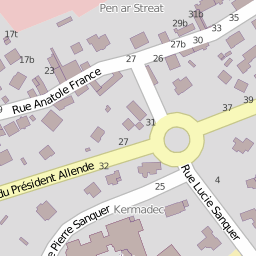 Pen ar Streat
31b
35
29b
33
17t
30
27b
17b
27
26
23
Rue Anatole France
39
37
31
27
du Président Allende
32
25
4
Rue Lucie Sanquer
Kermadec
e Pierre Sanquer